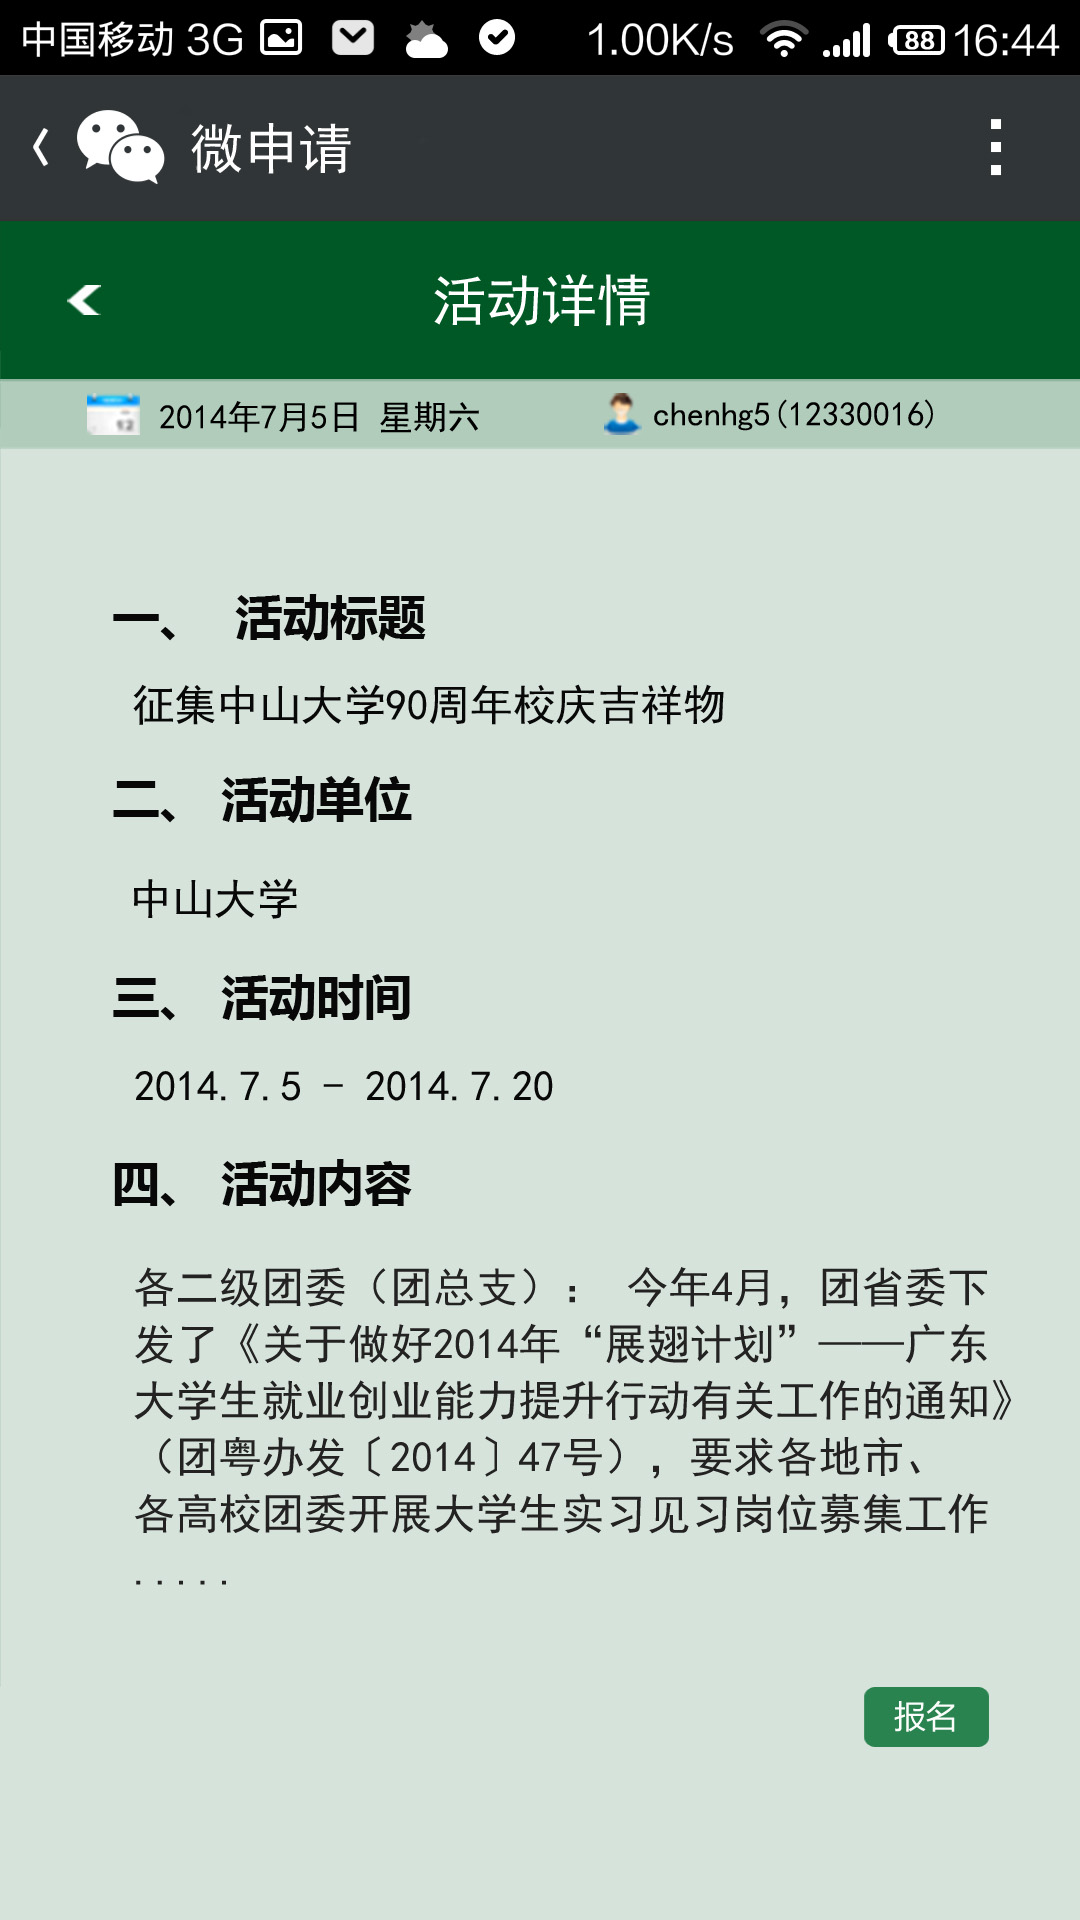 中国移动 3G 1.00K/s 88 16:44
微申请
活动详情
2014年7月5日 星期六 chenhg5(12330016)
一、 活动标题
征集中山大学90周年校庆吉祥物
二、 活动单位
中山大学
三、 活动时间
2014.7.5 - 2014.7.20
四、 活动内容
各二级团委（团总支）： 今年4月，团省委下
发了《关于做好2014年“展翅计划”——广东
大学生就业创业能力提升行动有关工作的通知》
（团粤办发〔2014〕47号），要求各地市、
各高校团委开展大学生实习见习岗位募集工作
.....
报名